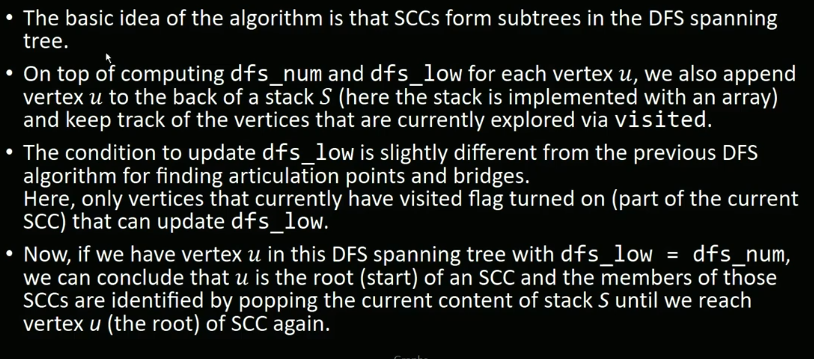 • The basic idea of the algorithm is that SCCs form subtrees in the DFS spanning
tree.
• On top of computing dfs_num and dfs_low for each vertex u, we also append
vertex u to the back of a stack S (here the stack is implemented with an array)
and keep track of the vertices that are currently explored via visited.
• The condition to update dfs_low is slightly different from the previous DFS
algorithm for finding articulation points and bridges.
Here, only vertices that currently have visited flag turned on (part of the current
SCC) that can update dfs_low.
• Now, if we have vertex u in this DFS spanning tree with dfs_low = dfs_num,
we can conclude that u is the root (start) of an SCC and the members of those
SCCs are identified by popping the current content of stack S until we reach
vertex u (the root) of SCC again.